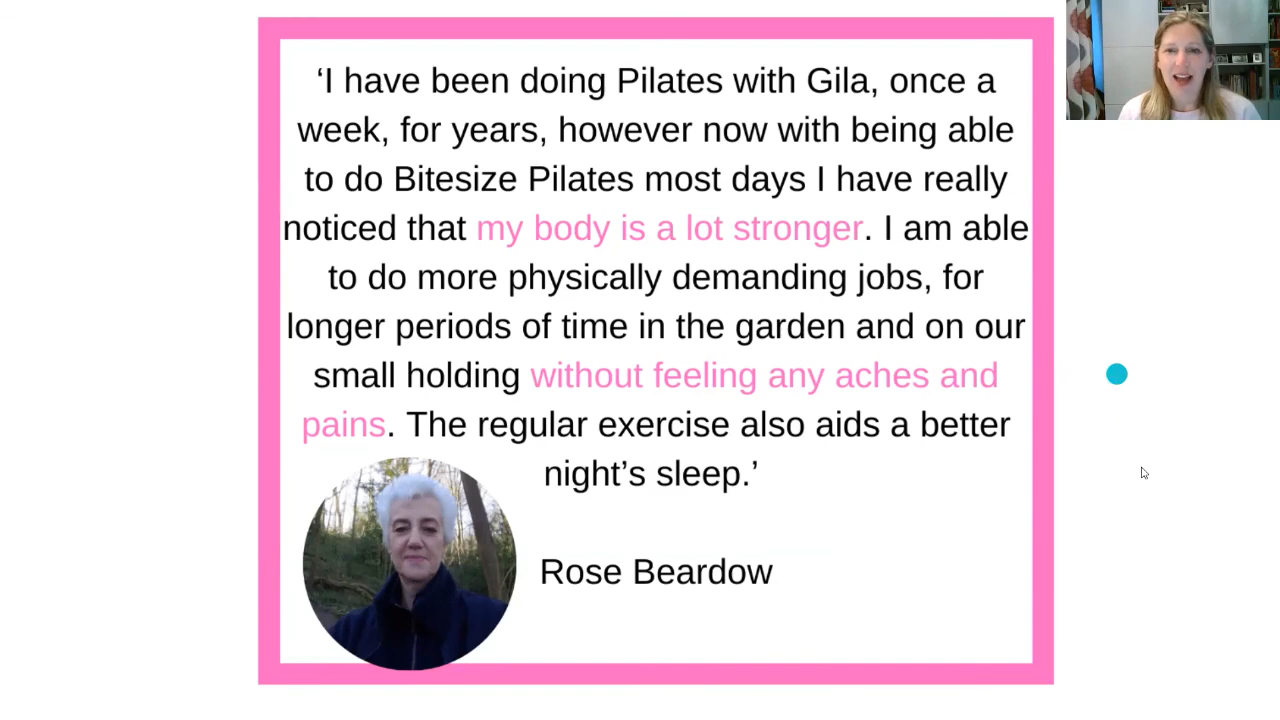 ‘I have been doing Pilates with Gila, once a
week, for years, however now with being able
to do Bitesize Pilates most days I have really
noticed that my body is a lot stronger. I am able
to do more physically demanding jobs, for
longer periods of time in the garden and on our
small holding without feeling any aches and
pains. The regular exercise also aids a better
night’s sleep.’
Rose Beardow